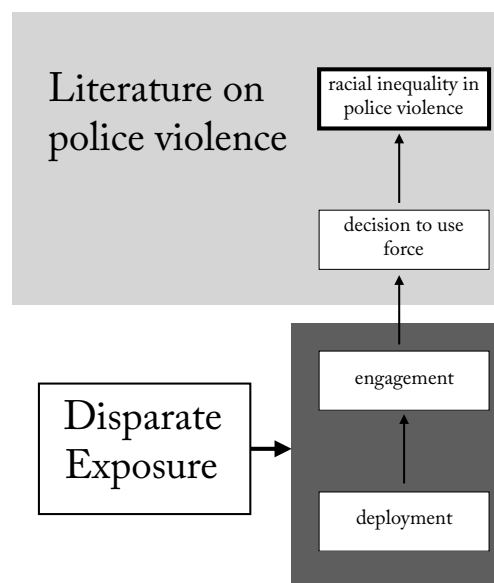 Literature on
police violence
racial inequality in
police violence
decision to use
force
engagement
Disparate
Exposure
deployment